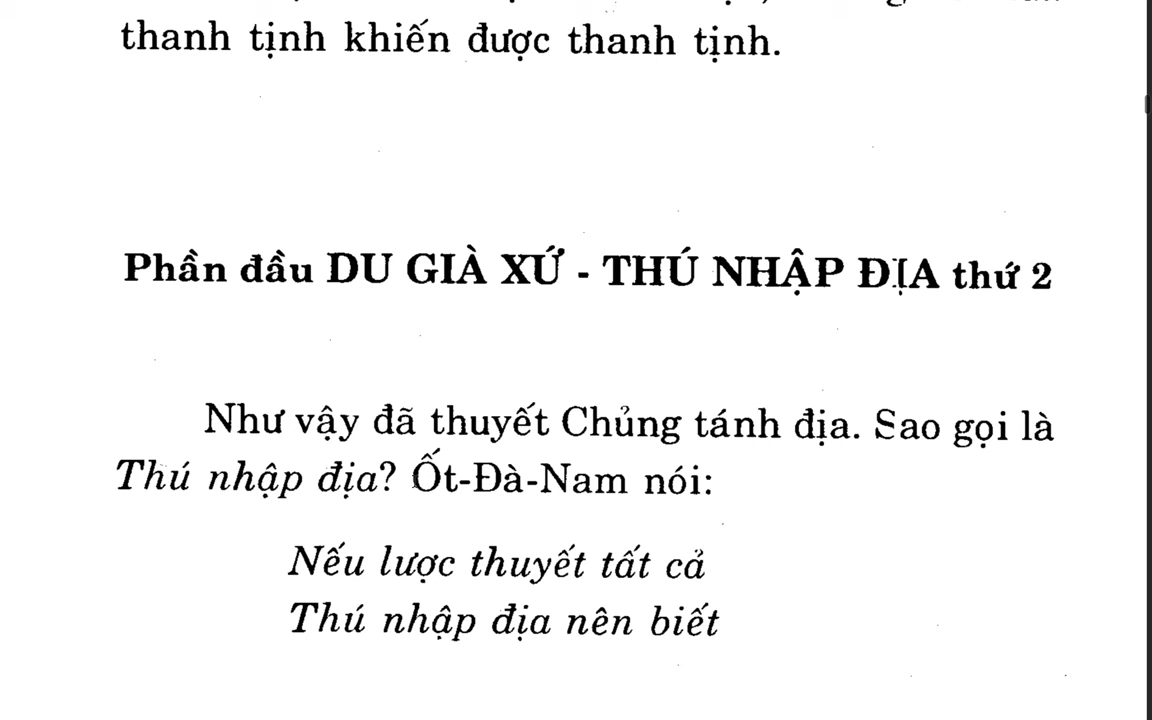 thanh tịnh khiến được thanh tịnh.
Phần đầu DU GIÀ XỨ - THÚ NHẬP ĐỊA thứ 2
Như vậy đã thuyết Chủng tánh địa. Sao gọi là
Thú nhập địa? Ốt-Đà-Nam nói:
Nếu lược thuyết tất cả
Thú nhập địa nên biết